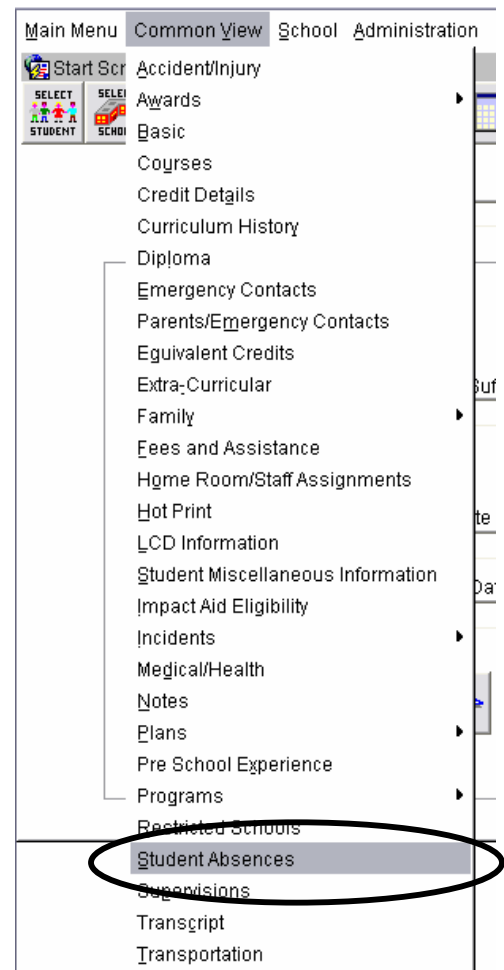 Main Menu Common View School Administration
Start Scr
SELECT STUDENT
Accident/Injury
Awards
Basic
Courses
Credit Details
Curriculum History
Diploma
Emergency Contacts
Parents/Emergency Contacts
Equivalent Credits
Extra-Curricular
Family
Fees and Assistance
Home Room/Staff Assignments
Hot Print
LCD Information
Student Miscellaneous Information
Impact Aid Eligibility
Incidents
Medical/Health
Notes
Plans
Pre School Experience
Programs
Restricted Schools
Student Absences
Supervisions
Transcript
Transportation